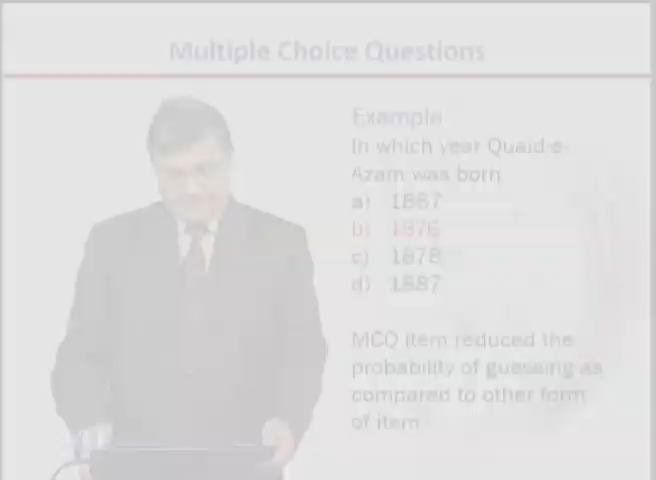 Multiple Choice Questions
Example
In which year Quaid-e-
Azam was born
a) 1867
b) 1876
c) 1878
d) 1887
MCQ item reduced the
probability of guessing as
compared to other form
of item